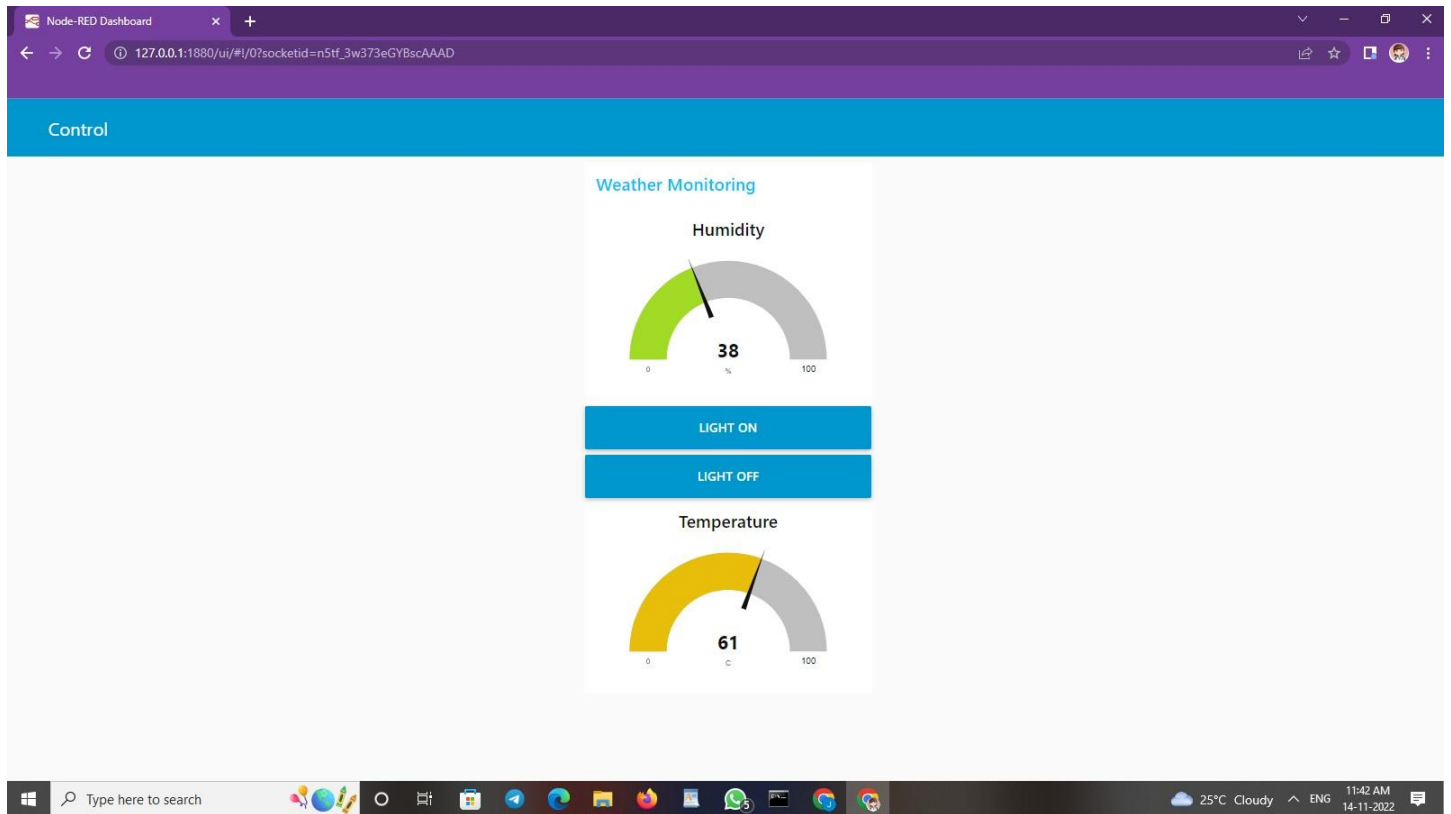 Node-RED Dashboard
127.0.0.1:1880/ui/#!/0?socketid=n5tf_3w373eGYBscAAAD
Control
Weather Monitoring
Humidity
38
0 % 100
LIGHT ON
LIGHT OFF
Temperature
61
0 C 100
Type here to search
5
25°C Cloudy
ENG
11:42 AM
14-11-2022